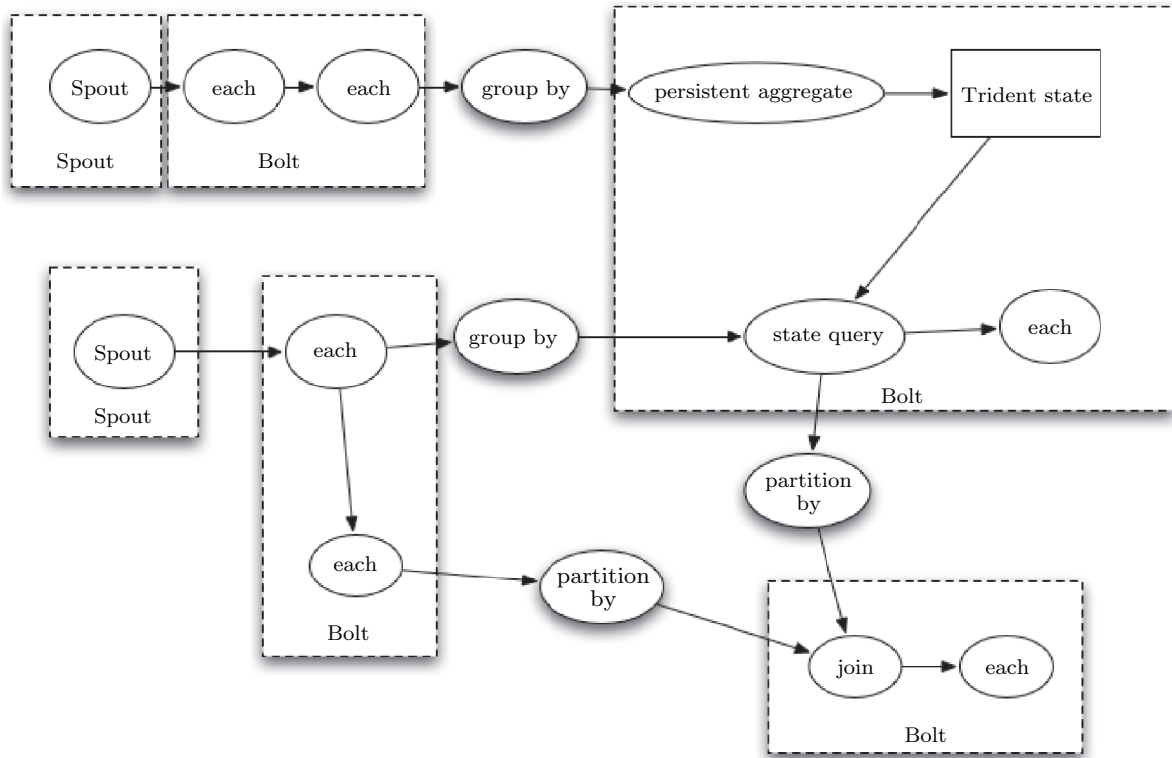 Spout
each
each
group by
persistent aggregate
Trident state
Spout
Bolt
Spout
each
group by
state query
each
Spout
Bolt
partition
by
each
partition
by
Bolt
join
each
Bolt